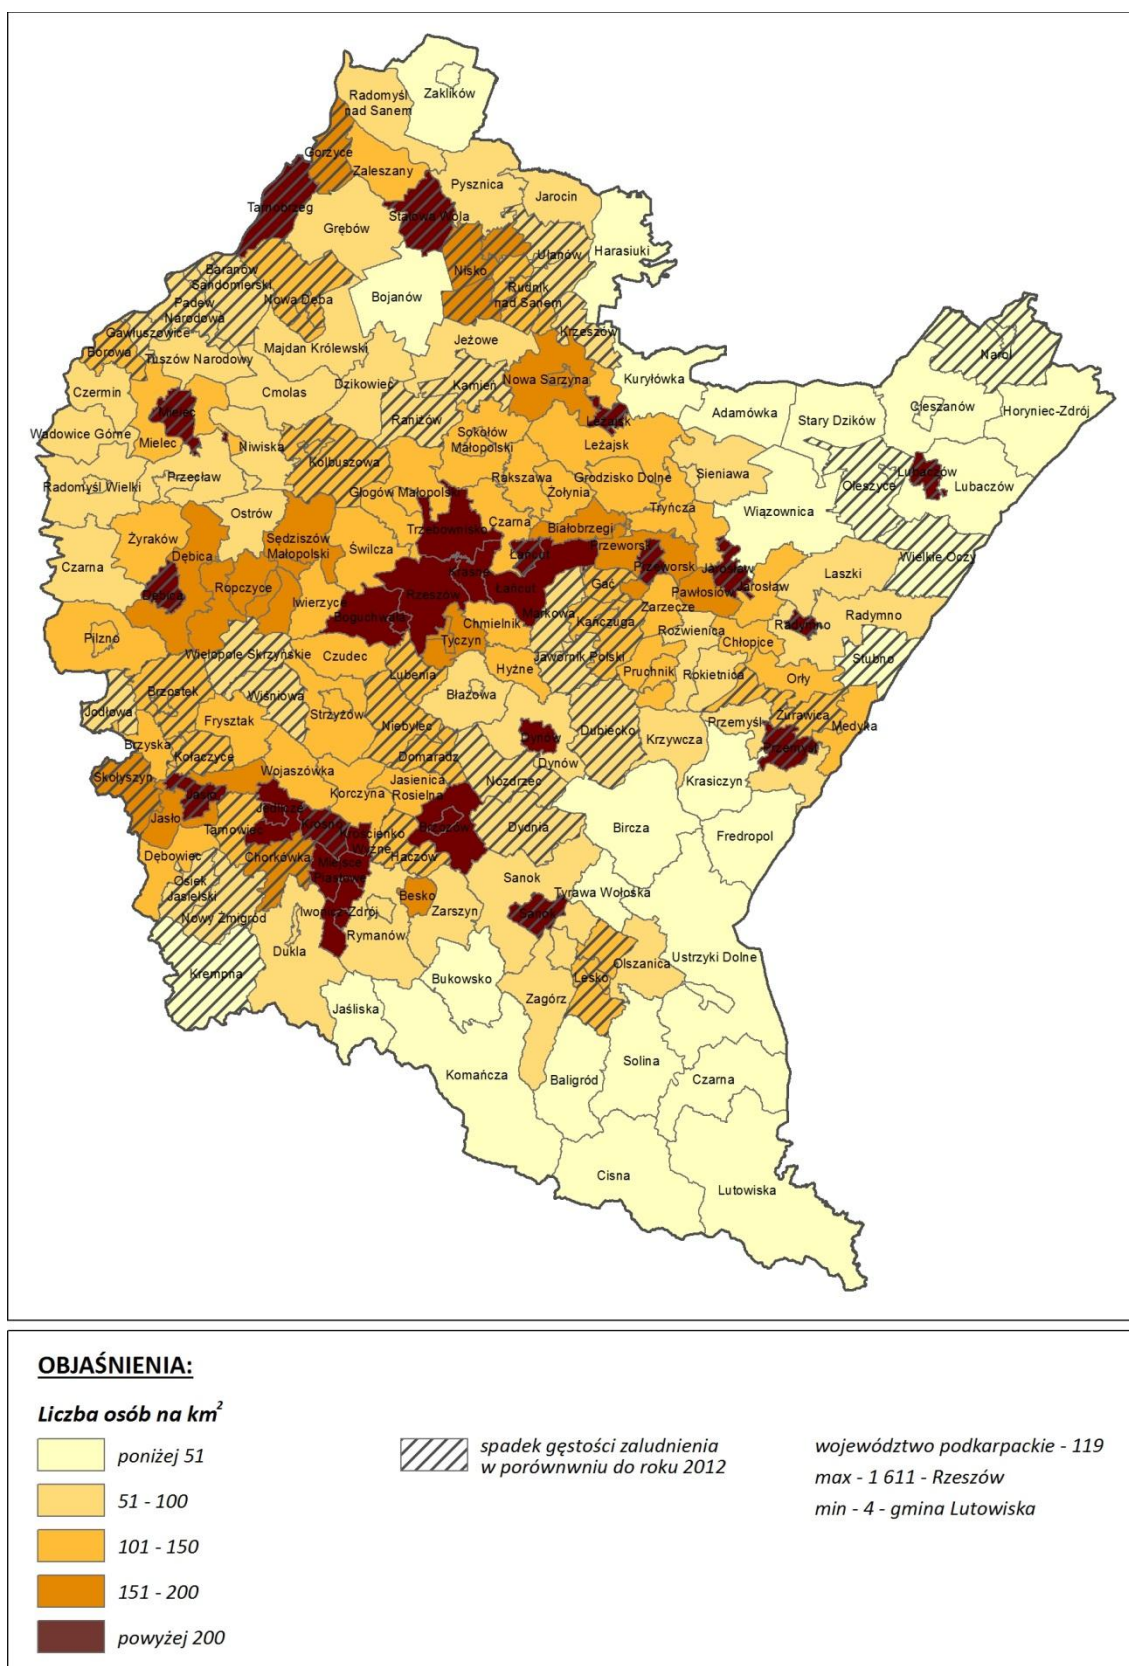 Zaklików
Radomyśl
nad Sanem
Gorzyce
Zaleszany
Pysznica
Jarocin
Tarnobrzeg
Stalowa Wola
Grębów
Ulanów
Harasiuki
Nisko
Baranów
Sandomierski
Nowa Dęba
Bojanów
Rudnik
nad Sanem
Padew
Narodowa
Gawłuszowice
Krzeszów
Borowa
Tuszów Narodowy
Majdan Królewski
Jeżowe
Narol
Czermin
Cmolas
Dzikowiec
Kamień
Nowa Sarzyna
Kuryłówka
Mielec
Raniżów
Leżajsk
Adamówka
Stary Dzików
Cieszanów
Horyniec-Zdrój
Wadowice Górne
Mielec
Niwiska
Sokołów
Małopolski
Leżajsk
Kolbuszowa
Radomyśl Wielki
Przecław
Rakszawa
Grodzisko Dolne
Sieniawa
Oleszyce
Lubaczów
Lubaczów
Głogów Małopolski
Żołynia
Ostrów
Tryńcza
Wiązownica
Trzebownisko
Czarna
Białobrzegi
Żyraków
Sędziszów
Małopolski
Świlcza
Dębica
Łańcut
Przeworsk
Wielkie Oczy
Czarna
Krasne
Przeworsk
Jarosław
Laszki
Dębica
Ropczyce
Iwierzyce
Rzeszów
Łańcut
Gać
Pawłosiów
Jarosław
Boguchwała
Markowa
Kańczuga
Zarzecze
Radymno
Radymno
Pilzno
Chmielnik
Roźwienica
Chłopice
Tyczyn
Wielopole Skrzyńskie
Czudec
Jawornik Polski
Stubno
Lubenia
Hyżne
Pruchnik
Rokietnica
Orły
Brzostek
Wiśniowa
Błażowa
Jodłowa
Strzyżów
Frysztak
Niebylec
Dubiecko
Przemyśl
Żurawica
Medyka
Brzyska
Kołaczyce
Dynów
Krzywcza
Przemyśl
Domaradz
Dynów
Skołyszyn
Wojaszówka
Jasienica
Rosielna
Nozdrzec
Krasiczyn
Jasło
Korczyna
Jedlicze
Jasło
Tarnowiec
Krosno
Krościenko
Wyżne
Brzozów
Dydnia
Bircza
Fredropol
Dębowiec
Chorkówka
Miejsce
Piastowe
Haczów
Osiek
Jasielski
Sanok
Tyrawa Wołoska
Besko
Nowy Żmigród
Iwonicz-Zdrój
Zarszyn
Sanok
Rymanów
Dukla
Olszanica
Ustrzyki Dolne
Krempna
Lesko
Bukowsko
Zagórz
Jaśliska
Solina
Komańcza
Baligród
Czarna
Cisna
Lutowiska
OBJAŚNIENIA:
Liczba osób na km²
poniżej 51
51 - 100
101 - 150
151 - 200
powyżej 200
spadek gęstości zaludnienia
w porównwniu do roku 2012
województwo podkarpackie - 119
max - 1 611 - Rzeszów
min - 4 - gmina Lutowiska